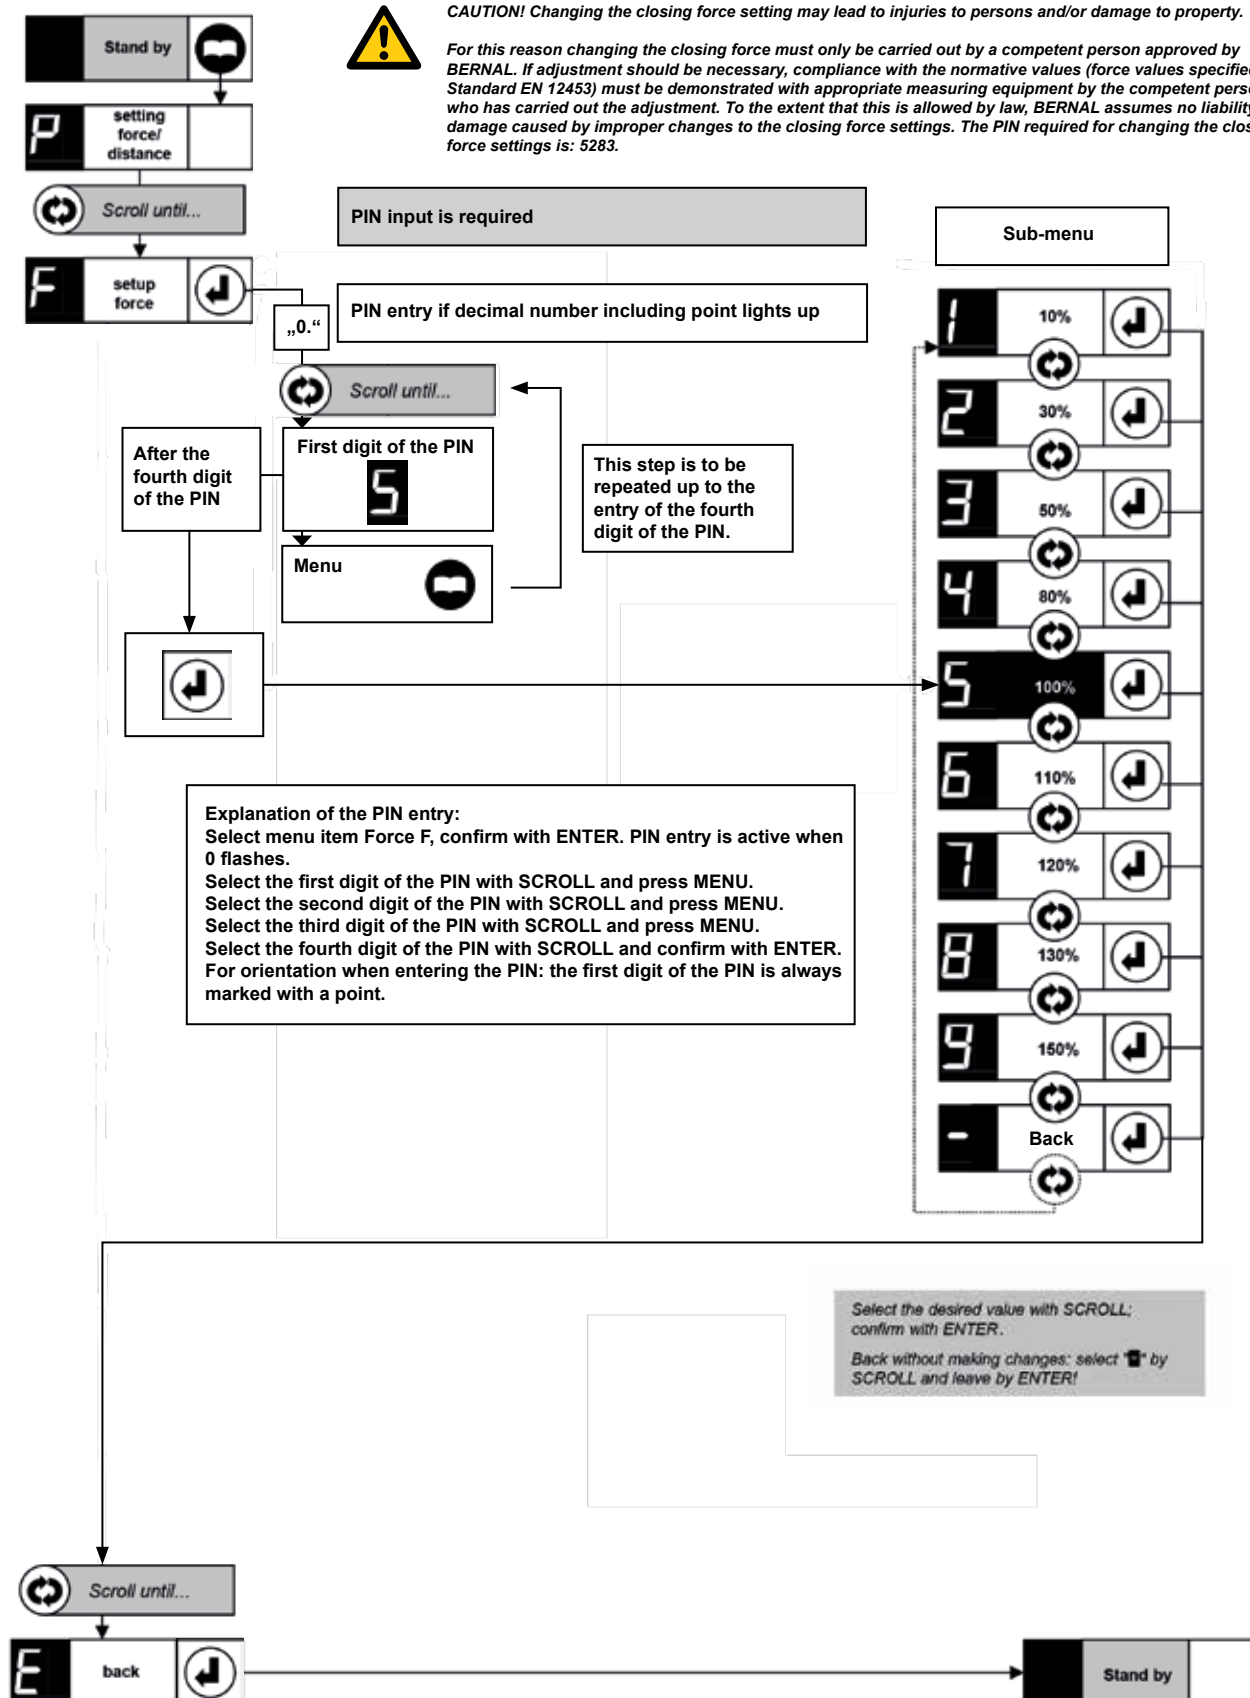 CAUTION! Changing the closing force setting may lead to injuries to persons and/or damage to property.
For this reason changing the closing force must only be carried out by a competent person approved by
BERNAL. If adjustment should be necessary, compliance with the normative values (force values specified
Standard EN 12453) must be demonstrated with appropriate measuring equipment by the competent
who has carried out the adjustment. To the extent that this is allowed by law, BERNAL assumes no liability
damage caused by improper changes to the closing force settings. The PIN required for changing the
force settings is: 5283.
Stand by
P
setting
force/
distance
Scroll until...
F
setup
force
PIN input is required
PIN entry if decimal number including point lights up
„0.“
Scroll until...
First digit of the PIN
5
Menu
After the
fourth digit
of the PIN
This step is to be
repeated up to the
entry of the fourth
digit of the PIN.
Sub-menu
1 10%
2 30%
3 50%
4 80%
5 100%
6 110%
7 120%
8 130%
9 150%
- Back
Explanation of the PIN entry:
Select menu item Force F, confirm with ENTER. PIN entry is active when
0 flashes.
Select the first digit of the PIN with SCROLL and press MENU.
Select the second digit of the PIN with SCROLL and press MENU.
Select the third digit of the PIN with SCROLL and press MENU.
Select the fourth digit of the PIN with SCROLL and confirm with ENTER.
For orientation when entering the PIN: the first digit of the PIN is always
marked with a point.
Select the desired value with SCROLL;
confirm with ENTER.
Back without making changes: select "-" by
SCROLL and leave by ENTER!
Scroll until...
E
back
Stand by